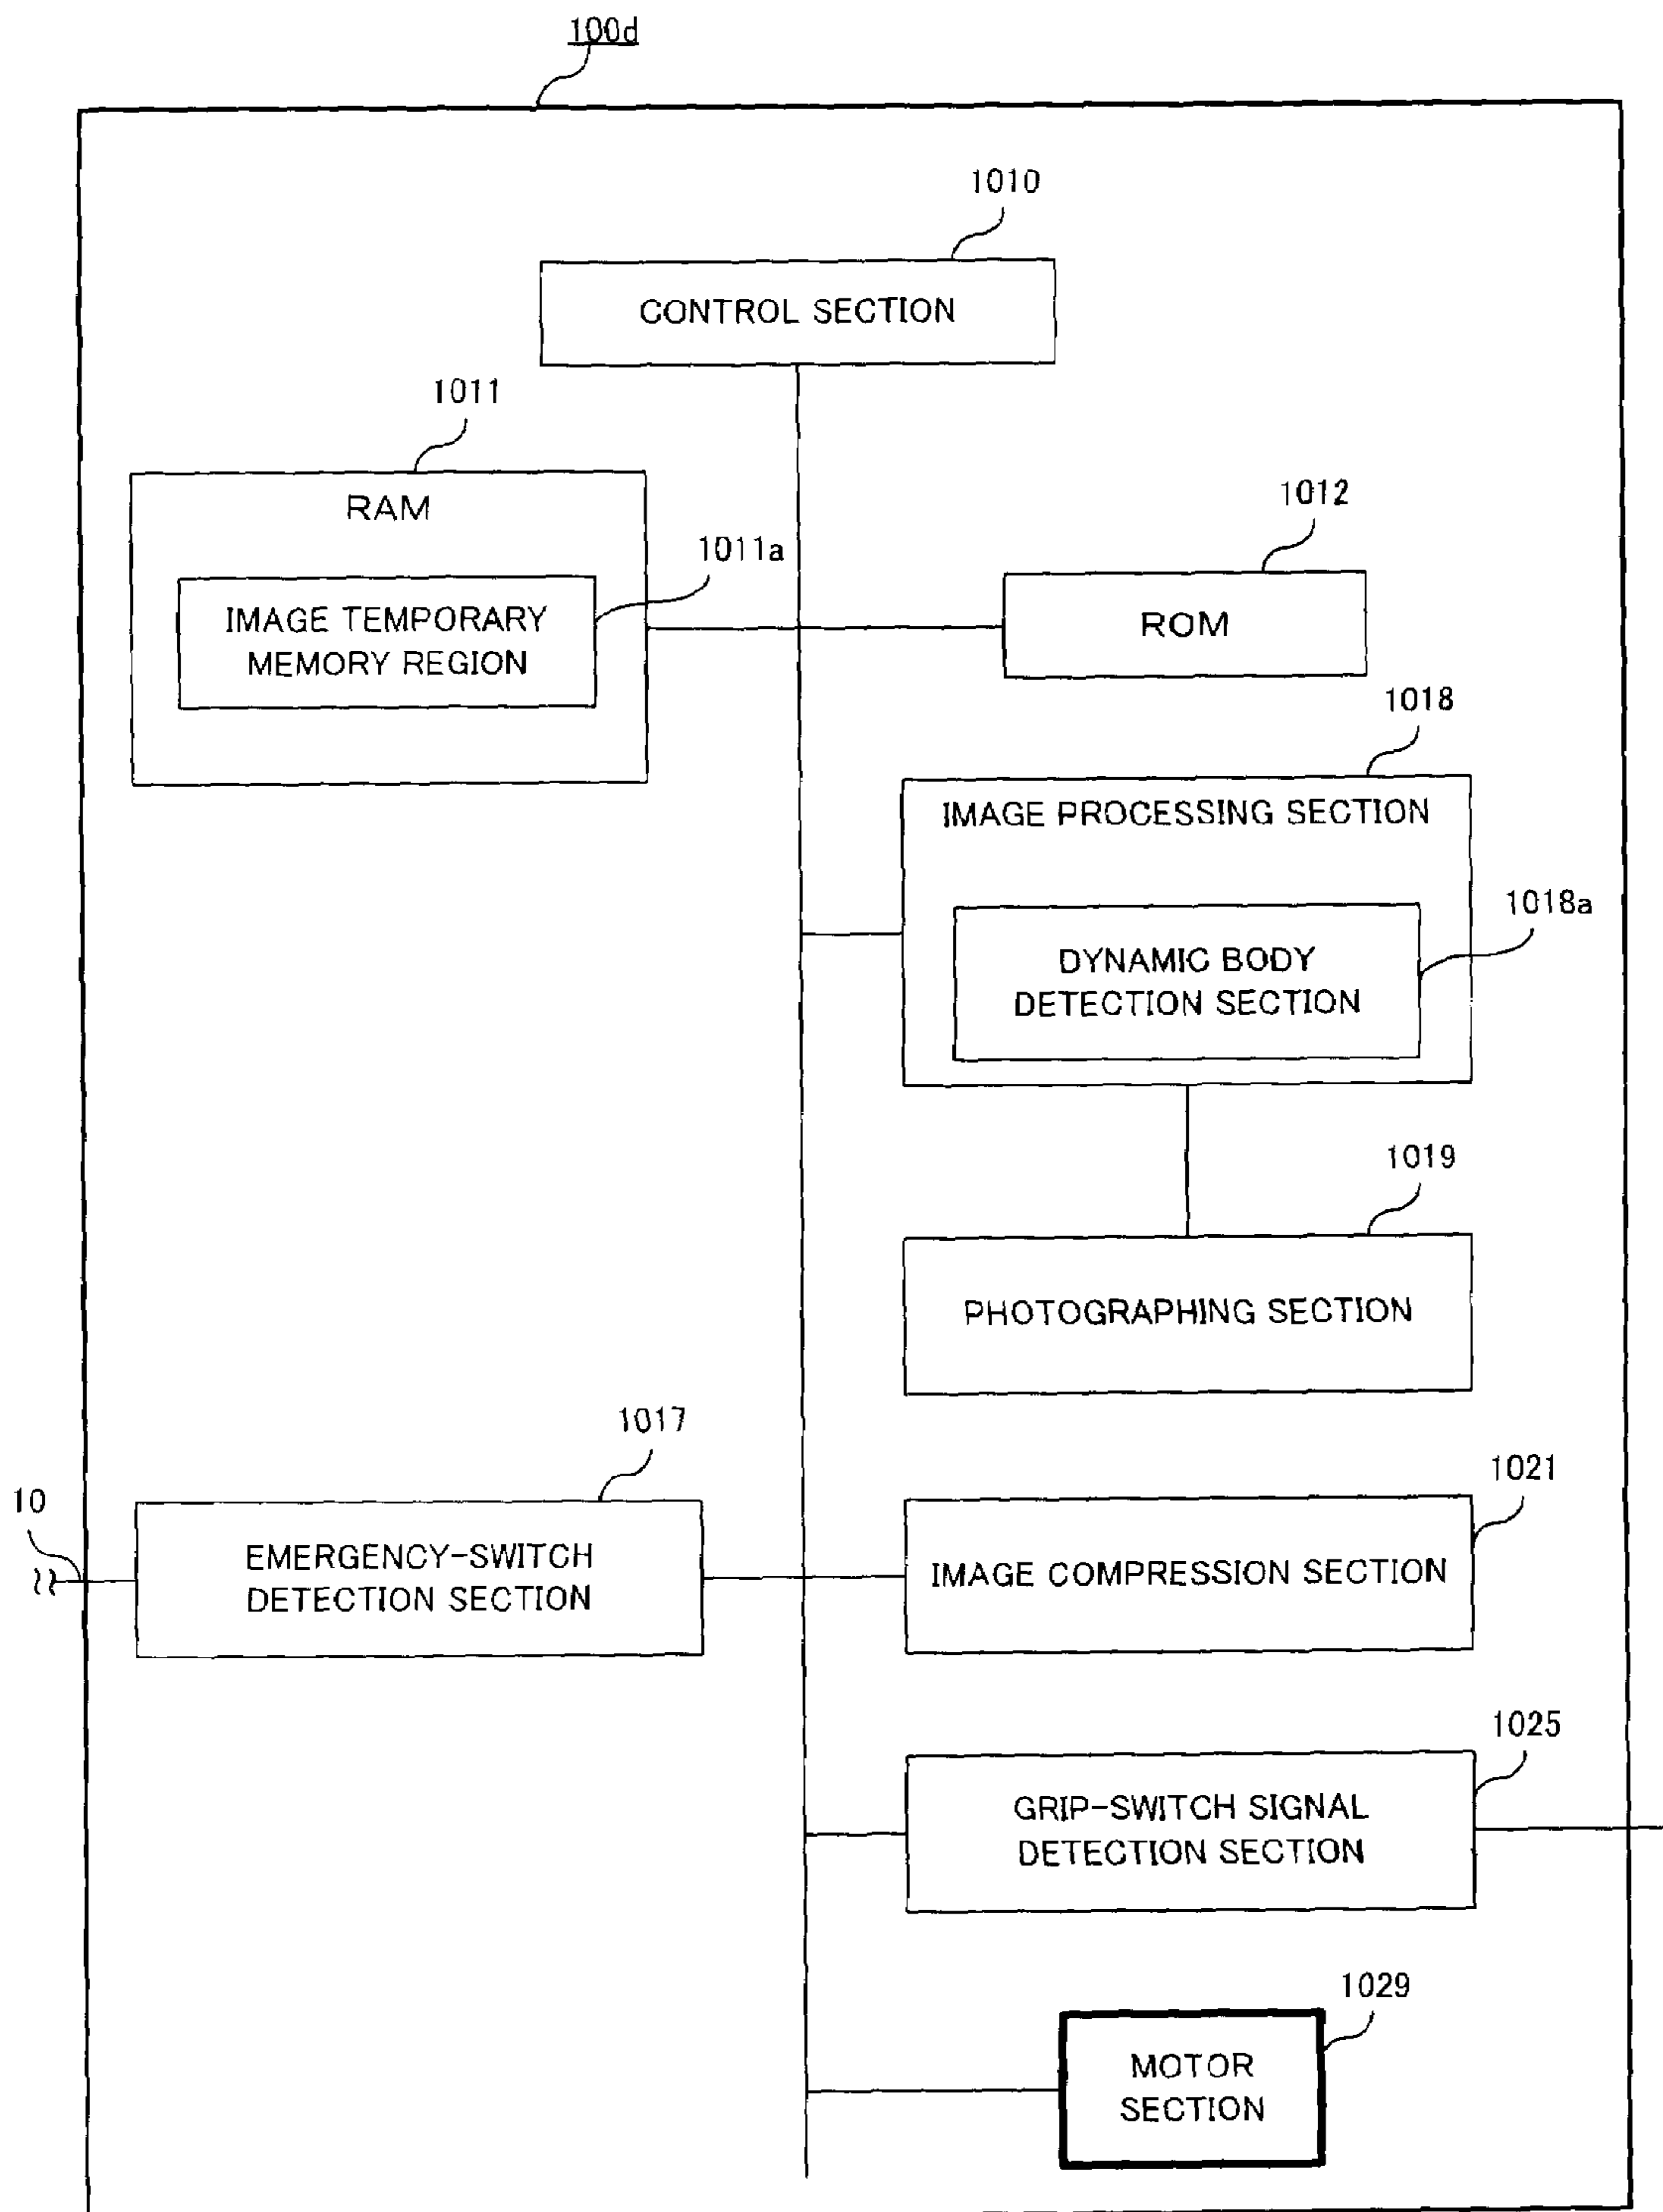 100d
1010
CONTROL SECTION
1011
RAM
1011a
IMAGE TEMPORARY
MEMORY REGION
1012
ROM
1018
IMAGE PROCESSING SECTION
1018a
DYNAMIC BODY
DETECTION SECTION
1019
PHOTOGRAPHING SECTION
1017
10
EMERGENCY-SWITCH
DETECTION SECTION
1021
IMAGE COMPRESSION SECTION
1025
GRIP-SWITCH SIGNAL
DETECTION SECTION
1029
MOTOR
SECTION